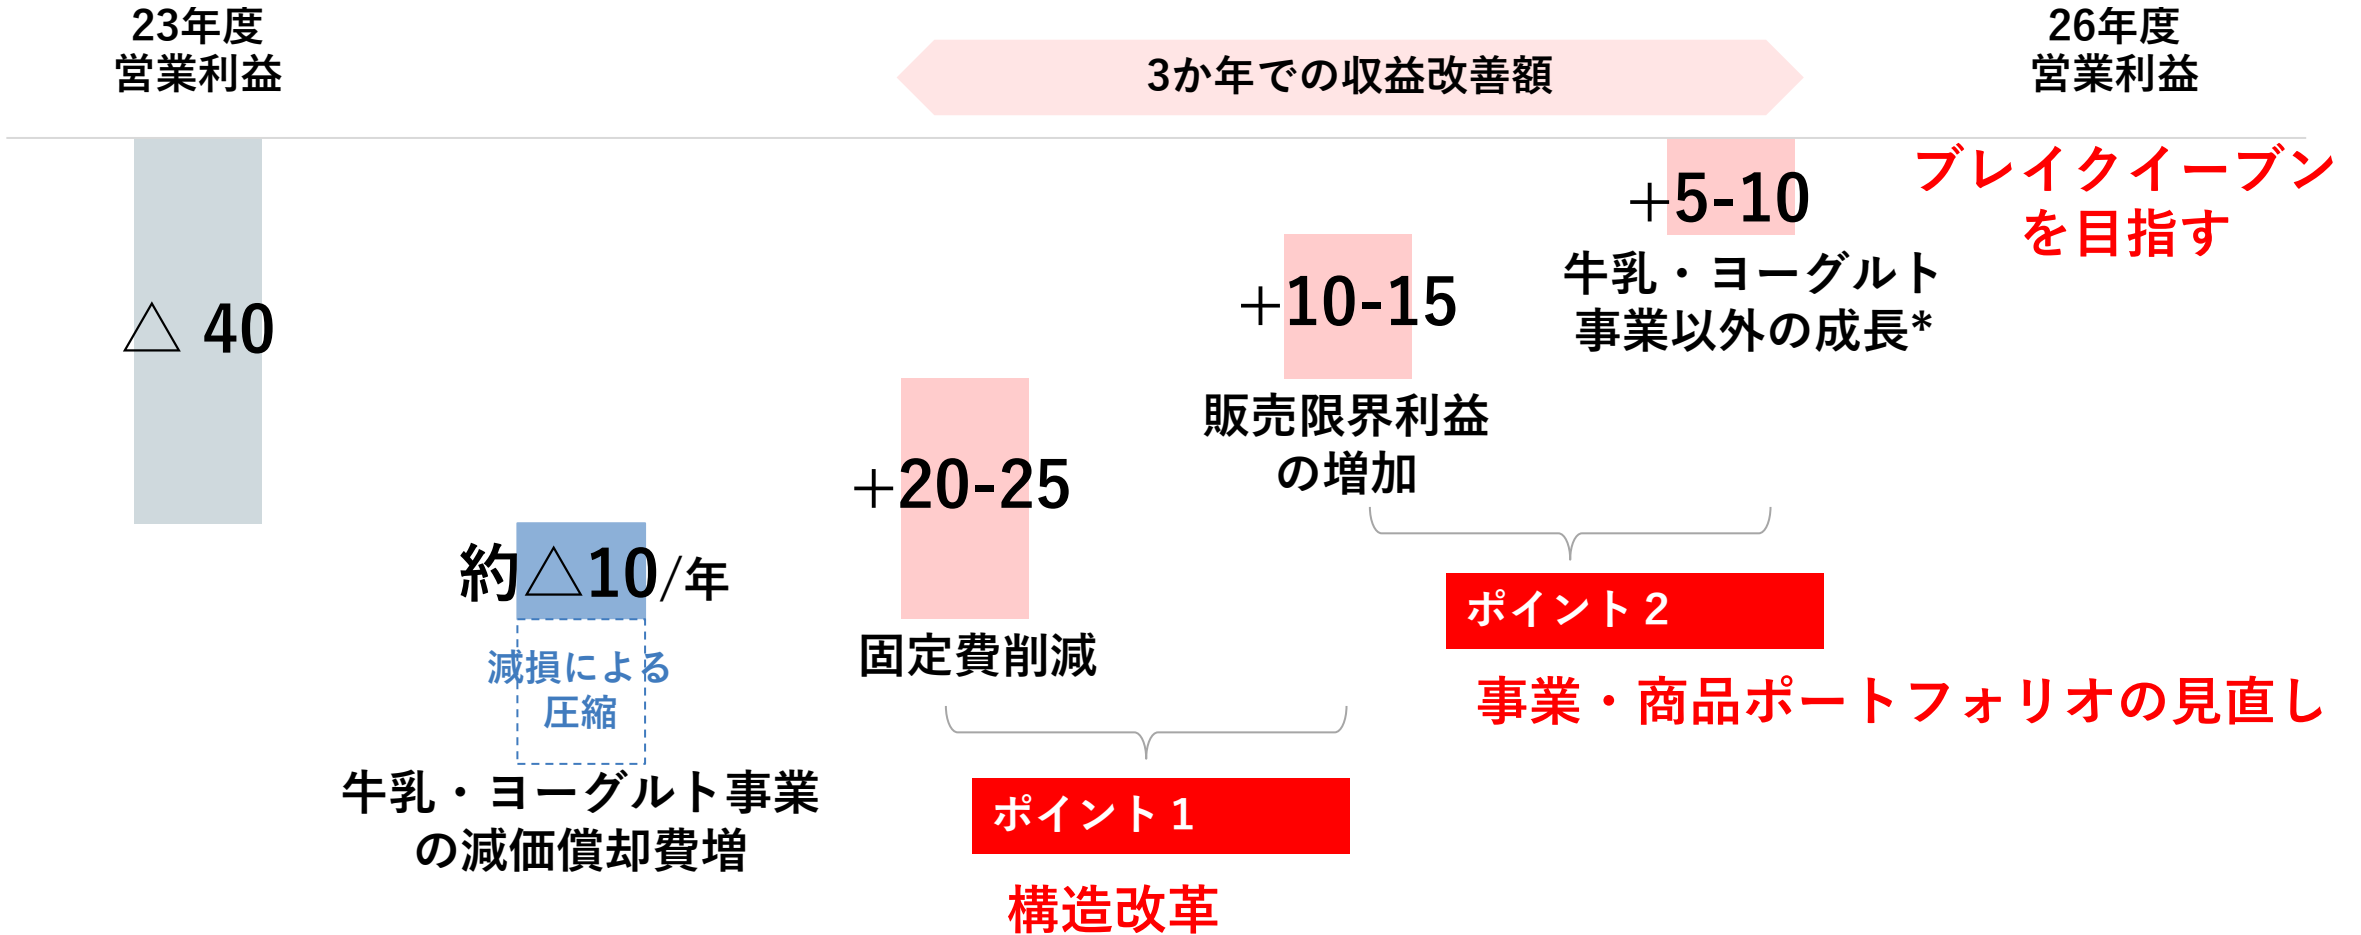 23年度
営業利益
3か年での収益改善額
26年度
営業利益
△ 40
約△10/年
減損による
圧縮
牛乳・ヨーグルト事業
の減価償却費増
+20-25
固定費削減
+10-15
販売限界利益
の増加
+5-10
牛乳・ヨーグルト
事業以外の成長*
ブレイクイーブン
を目指す
ポイント1
構造改革
ポイント2
事業・商品ポートフォリオの見直し